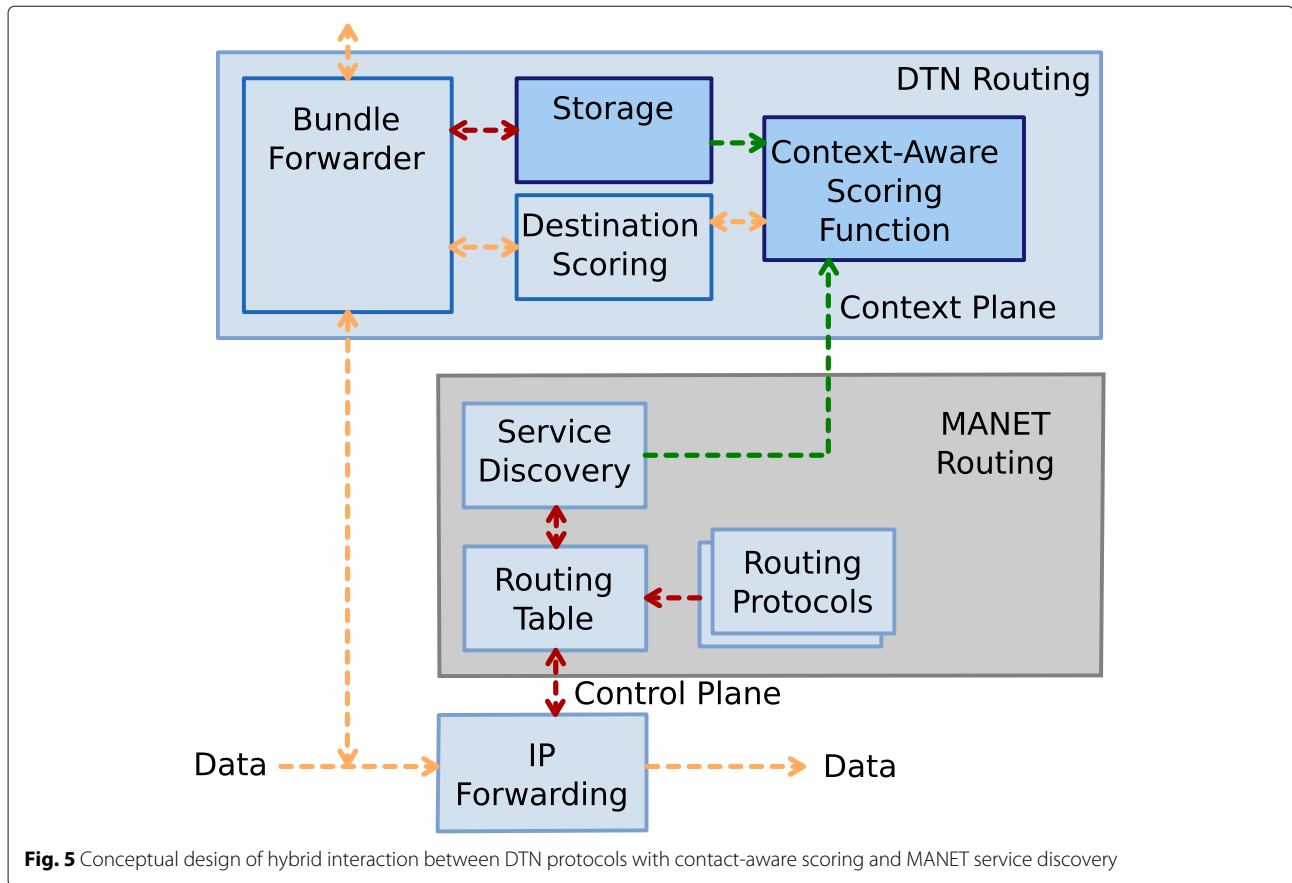 DTN Routing
Bundle
Forwarder
Storage
Context-Aware
Scoring
Function
Destination
Scoring
Context Plane
MANET
Routing
Service
Discovery
Routing
Table
Routing
Protocols
Control Plane
Data
IP
Forwarding
Data
Fig. 5 Conceptual design of hybrid interaction between DTN protocols with contact-aware scoring and MANET service discovery